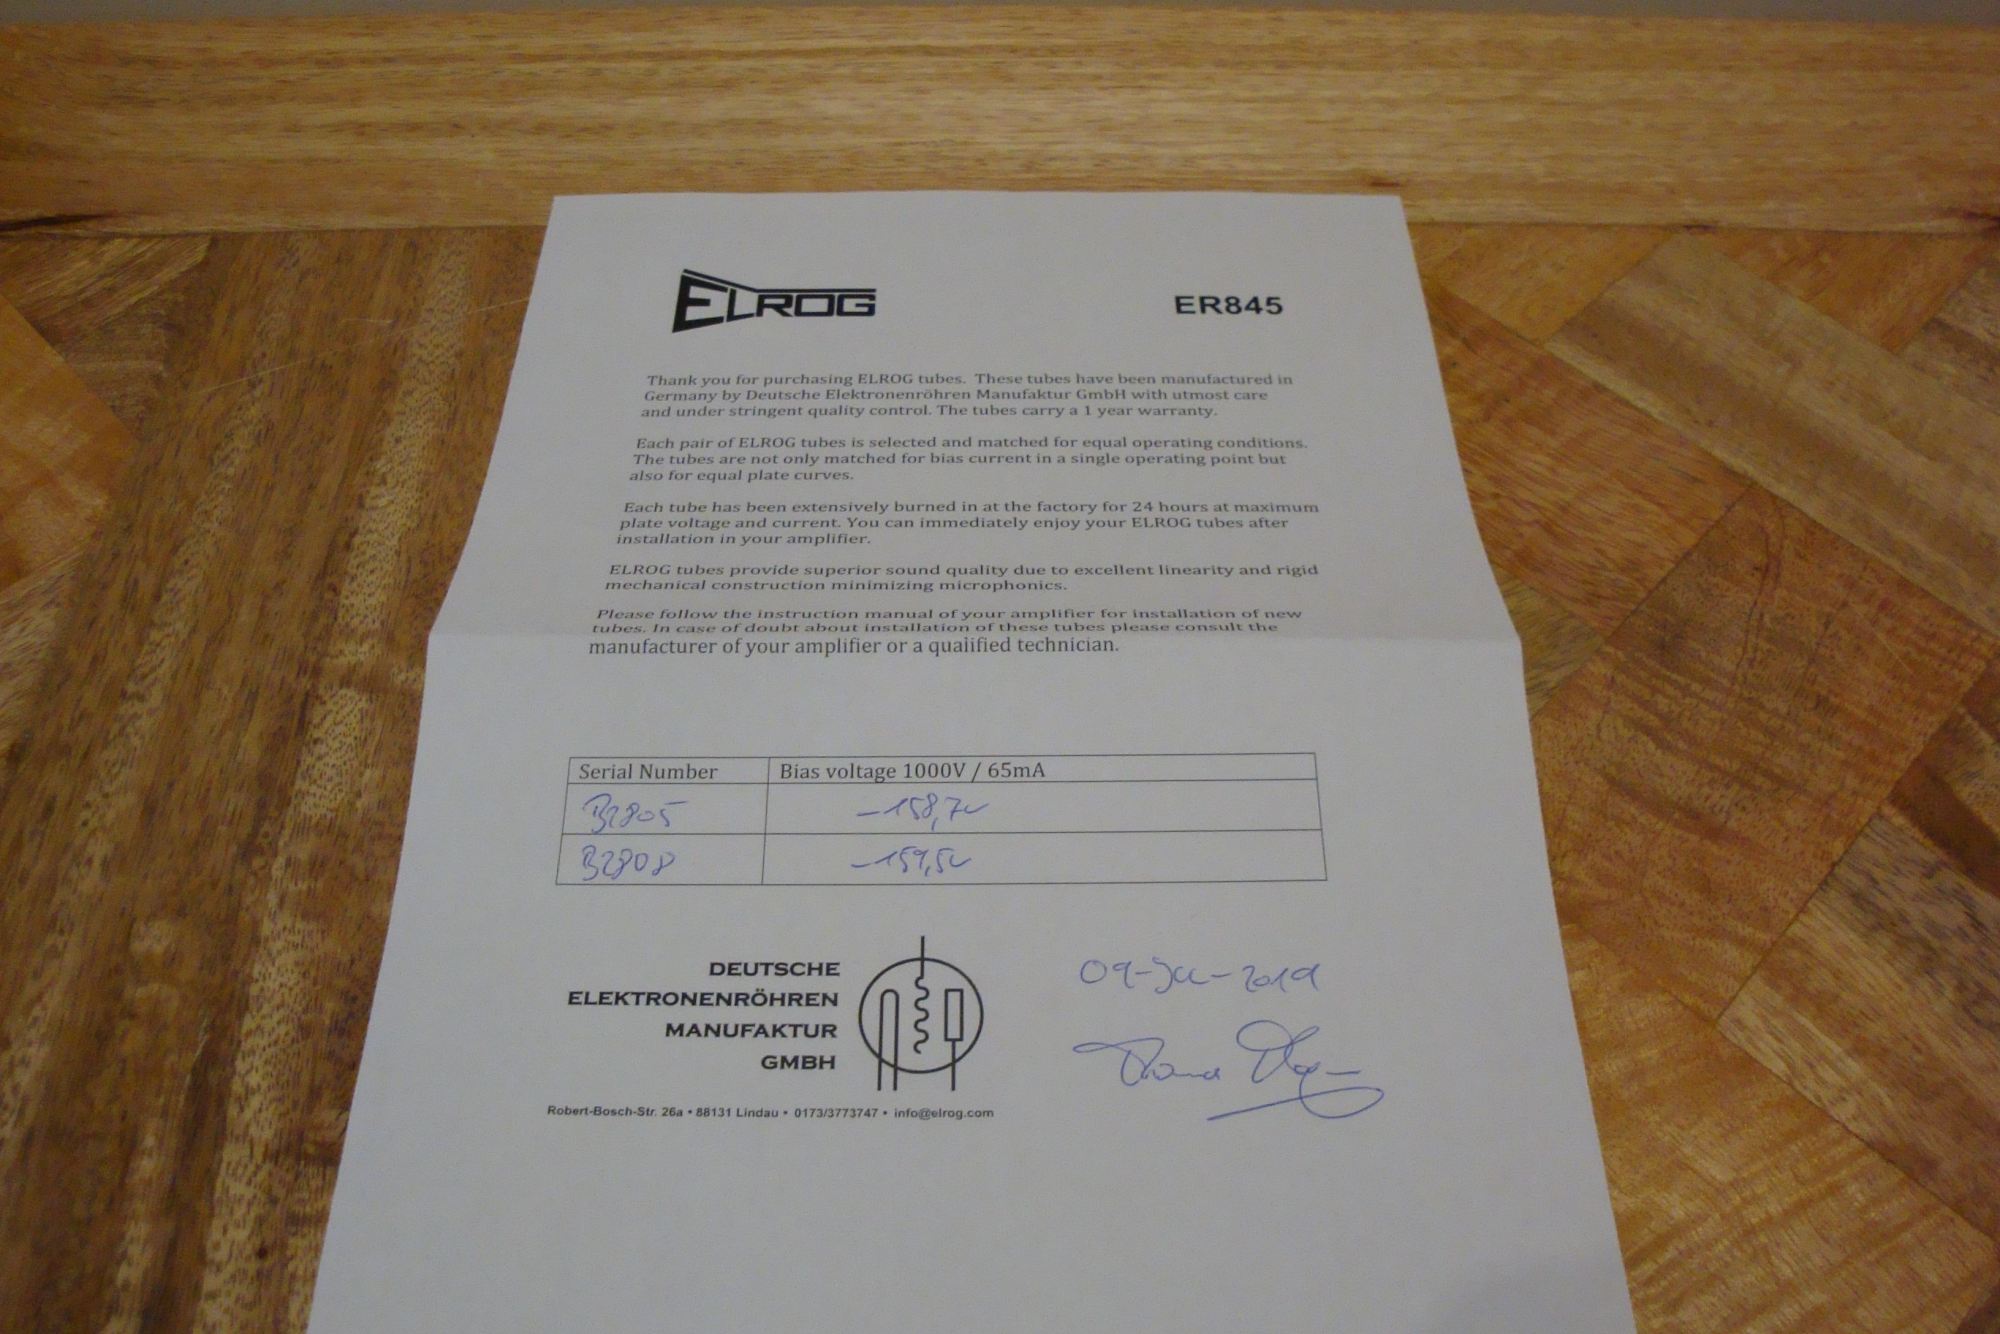 ELROG
ER845
Thank you for purchasing ELROG tubes. These tubes have been manufactured in
Germany by Deutsche Elektronenröhren Manufaktur GmbH with utmost care
and under stringent quality control. The tubes carry a 1 year warranty.
Each pair of ELROG tubes is selected and matched for equal operating conditions.
The tubes are not only matched for bias current in a single operating point but
also for equal plate curves.
Each tube has been extensively burned in at the factory for 24 hours at maximum
plate voltage and current. You can immediately enjoy your ELROG tubes after
installation in your amplifier.
ELROG tubes provide superior sound quality due to excellent linearity and rigid
mechanical construction minimizing microphonics.
Please follow the instruction manual of your amplifier for installation of new
tubes. In case of doubt about installation of these tubes please consult the
manufacturer of your amplifier or a qualified technician.
Serial Number Bias voltage 1000V / 65mA
B2805 -158,7V
B2808 -159,5V
DEUTSCHE
ELEKTRONENRÖHREN
MANUFAKTUR
GMBH
09- -2019
Robert-Bosch-Str. 26a • 88131 Lindau • 0173/3773747 • info@elrog.com